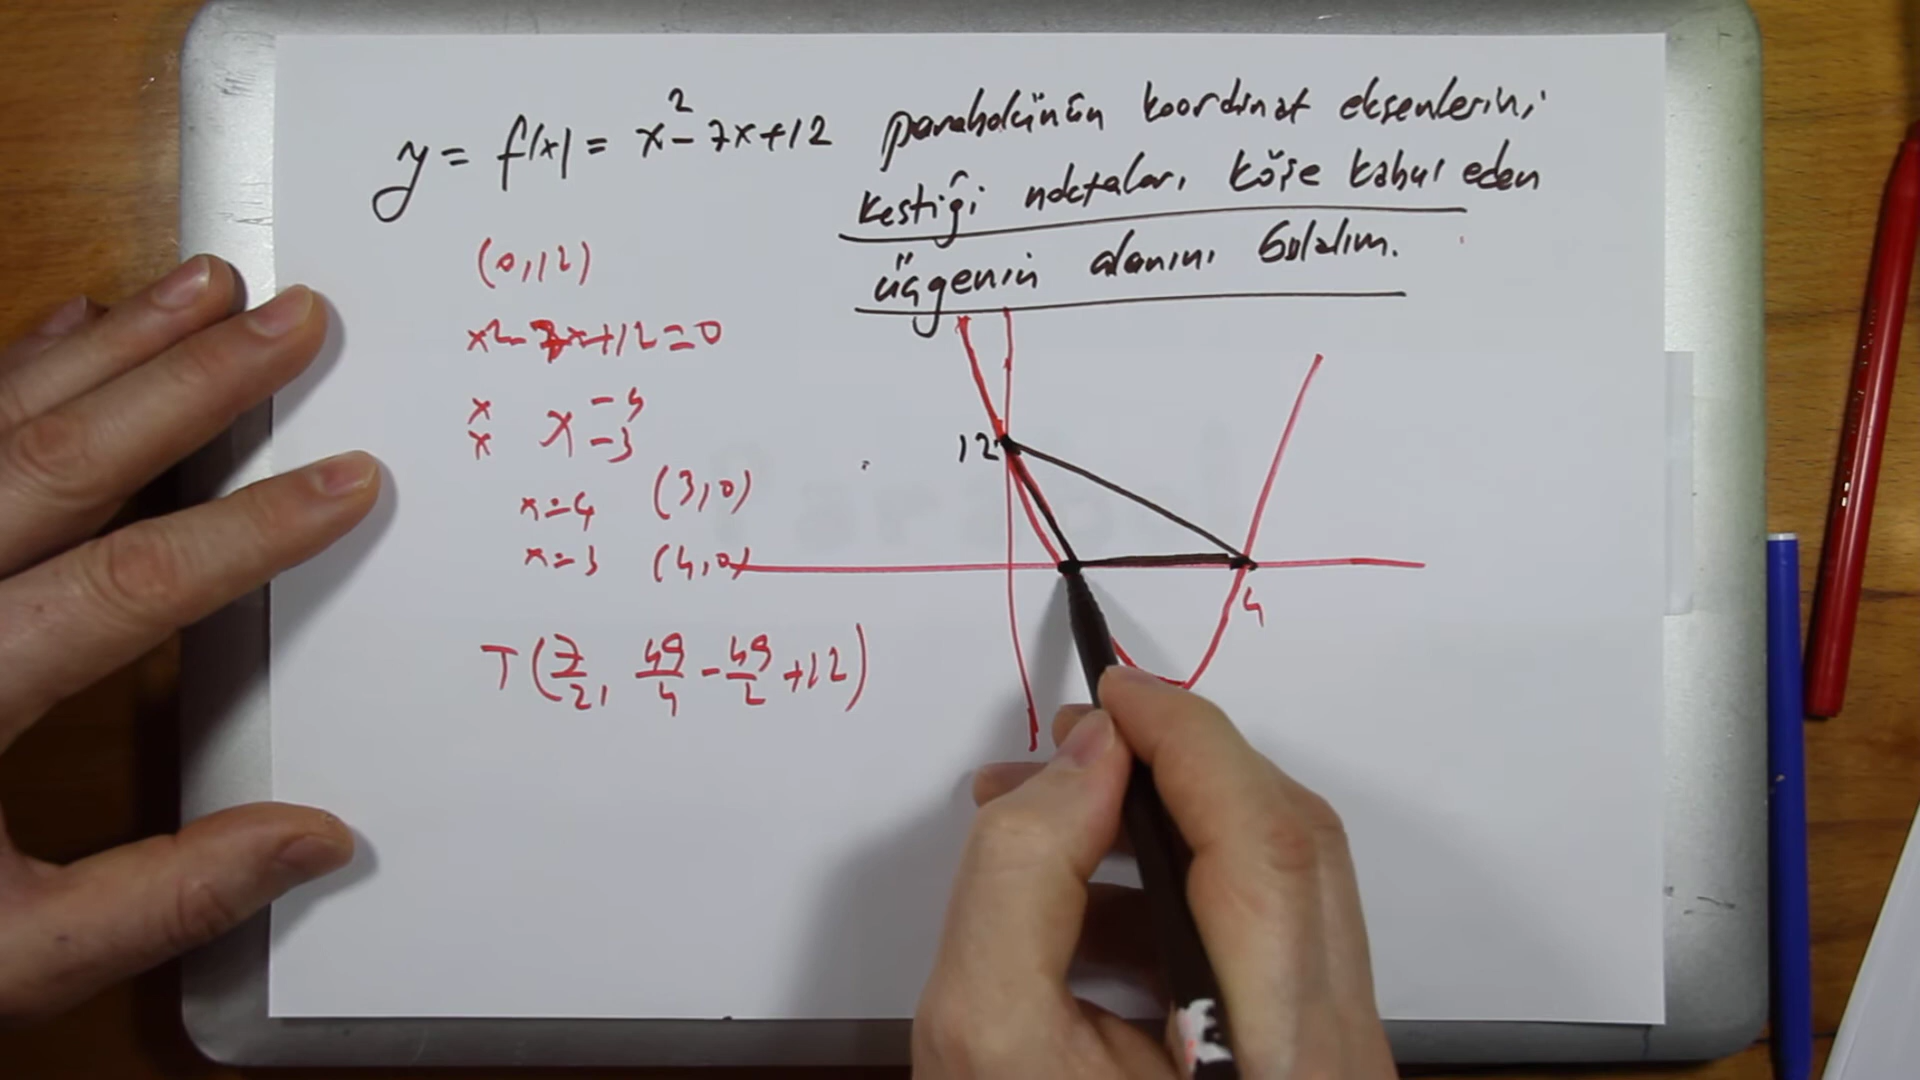 y = f(x) = x² - 7x + 12 parabolünün koordinat eksenlerini
kestiği noktaları köşe kabul eden
üçgenin alanını bulalım.
(0,12)
x² - 7x + 12 = 0
x -4
x x -3
x = 4 (3,0)
x = 3 (4,0)
T(7/2, 49/4 - 49/2 + 12)
12
4